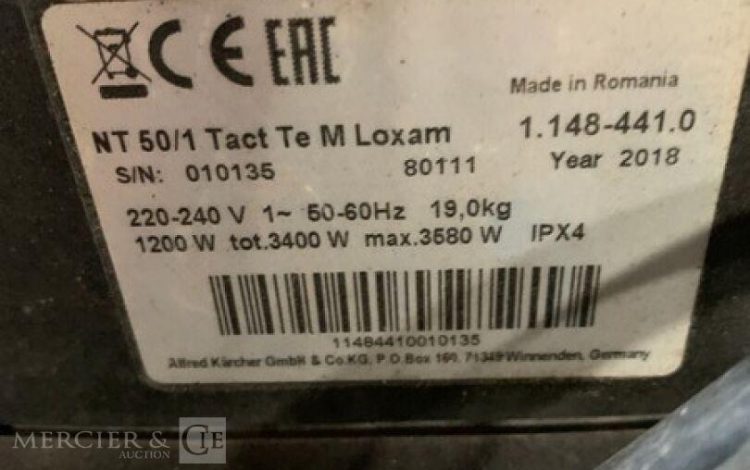 CE EAC
Made in Romania
NT 50/1 Tact Te M Loxam 1.148-441.0
S/N: 010135 80111 Year 2018
220-240 V 1~ 50-60Hz 19,0kg
1200 W tot.3400 W max.3580 W IPX4
11484410010135
Alfred Kärcher GmbH & Co.KG, P.O.Box 160, 71349 Winnenden, Germany
MERCIER & CIE
AUCTION